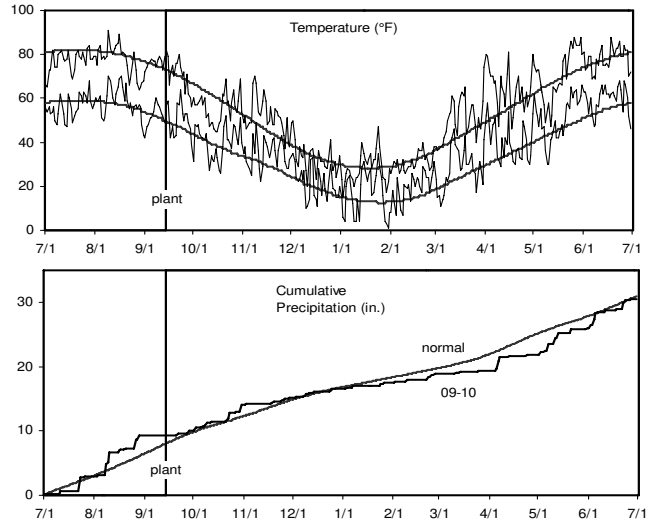 Temperature (°F)
100
80
60
40
20
0
plant
7/1 8/1 9/1 10/1 11/1 12/1 1/1 2/1 3/1 4/1 5/1 6/1 7/1
Cumulative
Precipitation (in.)
30
20
10
0
normal
09-10
plant
7/1 8/1 9/1 10/1 11/1 12/1 1/1 2/1 3/1 4/1 5/1 6/1 7/1